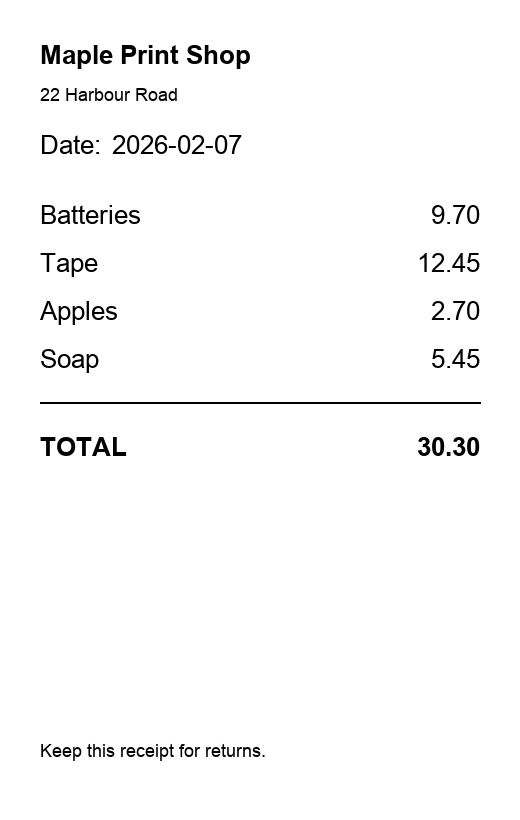 Maple Print Shop
22 Harbour Road
Date: 2026-02-07
Batteries 9.70
Tape 12.45
Apples 2.70
Soap 5.45
TOTAL 30.30
Keep this receipt for returns.